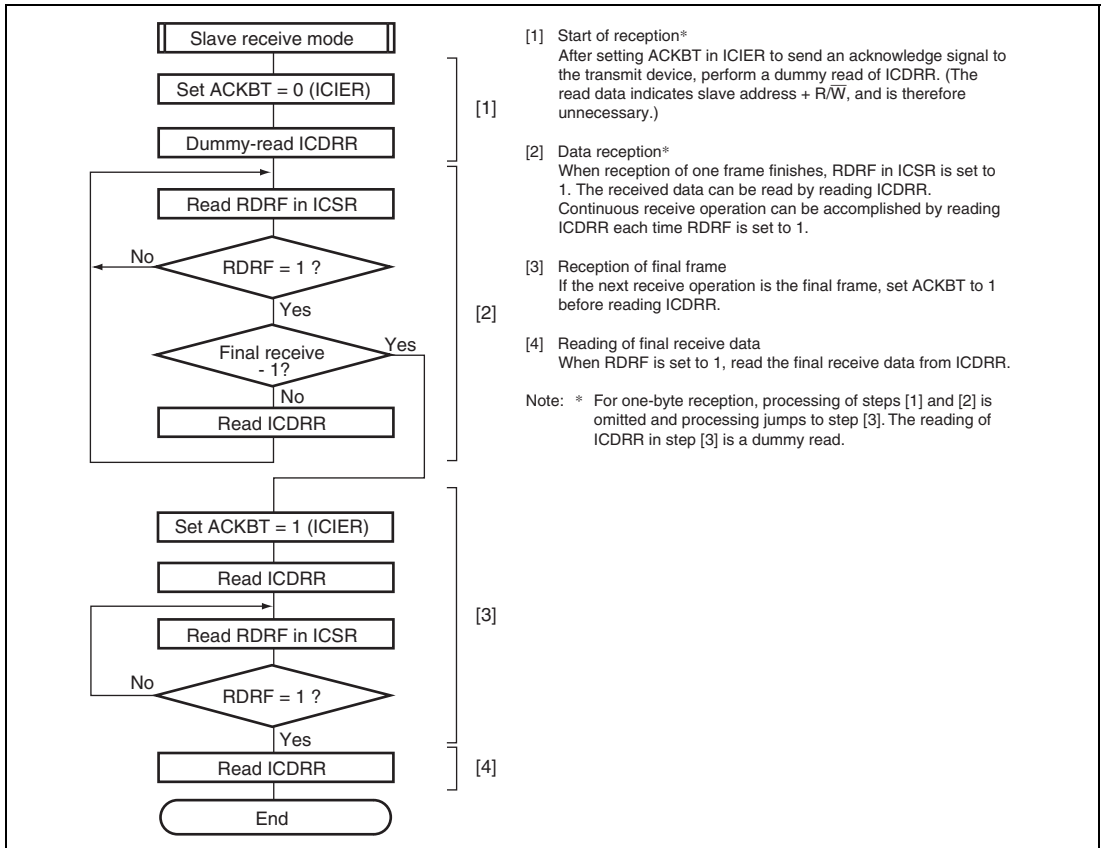 Slave receive mode
Set ACKBT = 0 (ICIER)
[1]
Dummy-read ICDRR
Read RDRF in ICSR
No
RDRF = 1 ?
Yes
[2]
Final receive
- 1?
Yes
No
Read ICDRR
Set ACKBT = 1 (ICIER)
Read ICDRR
[3]
Read RDRF in ICSR
No
RDRF = 1 ?
Yes
Read ICDRR
[4]
End
[1] Start of reception*
After setting ACKBT in ICIER to send an acknowledge signal to
the transmit device, perform a dummy read of ICDRR. (The
read data indicates slave address + R/W̅, and is therefore
unnecessary.)
[2] Data reception*
When reception of one frame finishes, RDRF in ICSR is set to
1. The received data can be read by reading ICDRR.
Continuous receive operation can be accomplished by reading
ICDRR each time RDRF is set to 1.
[3] Reception of final frame
If the next receive operation is the final frame, set ACKBT to 1
before reading ICDRR.
[4] Reading of final receive data
When RDRF is set to 1, read the final receive data from ICDRR.
Note: * For one-byte reception, processing of steps [1] and [2] is
omitted and processing jumps to step [3]. The reading of
ICDRR in step [3] is a dummy read.